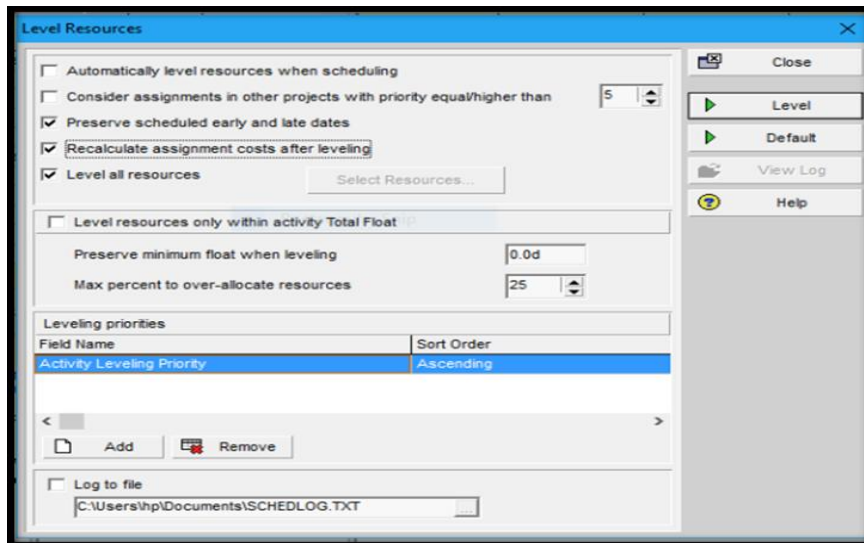 Level Resources
Automatically level resources when scheduling
Consider assignments in other projects with priority equal/higher than 5
Preserve scheduled early and late dates
Recalculate assignment costs after leveling
Level all resources
Select Resources...
Level resources only within activity Total Float
Preserve minimum float when leveling 0.0d
Max percent to over-allocate resources 25
Leveling priorities
Field Name Sort Order
Activity Leveling Priority Ascending
Add Remove
Log to file
C:\Users\hp\Documents\SCHEDLOG.TXT ...
Close
Level
Default
View Log
Help